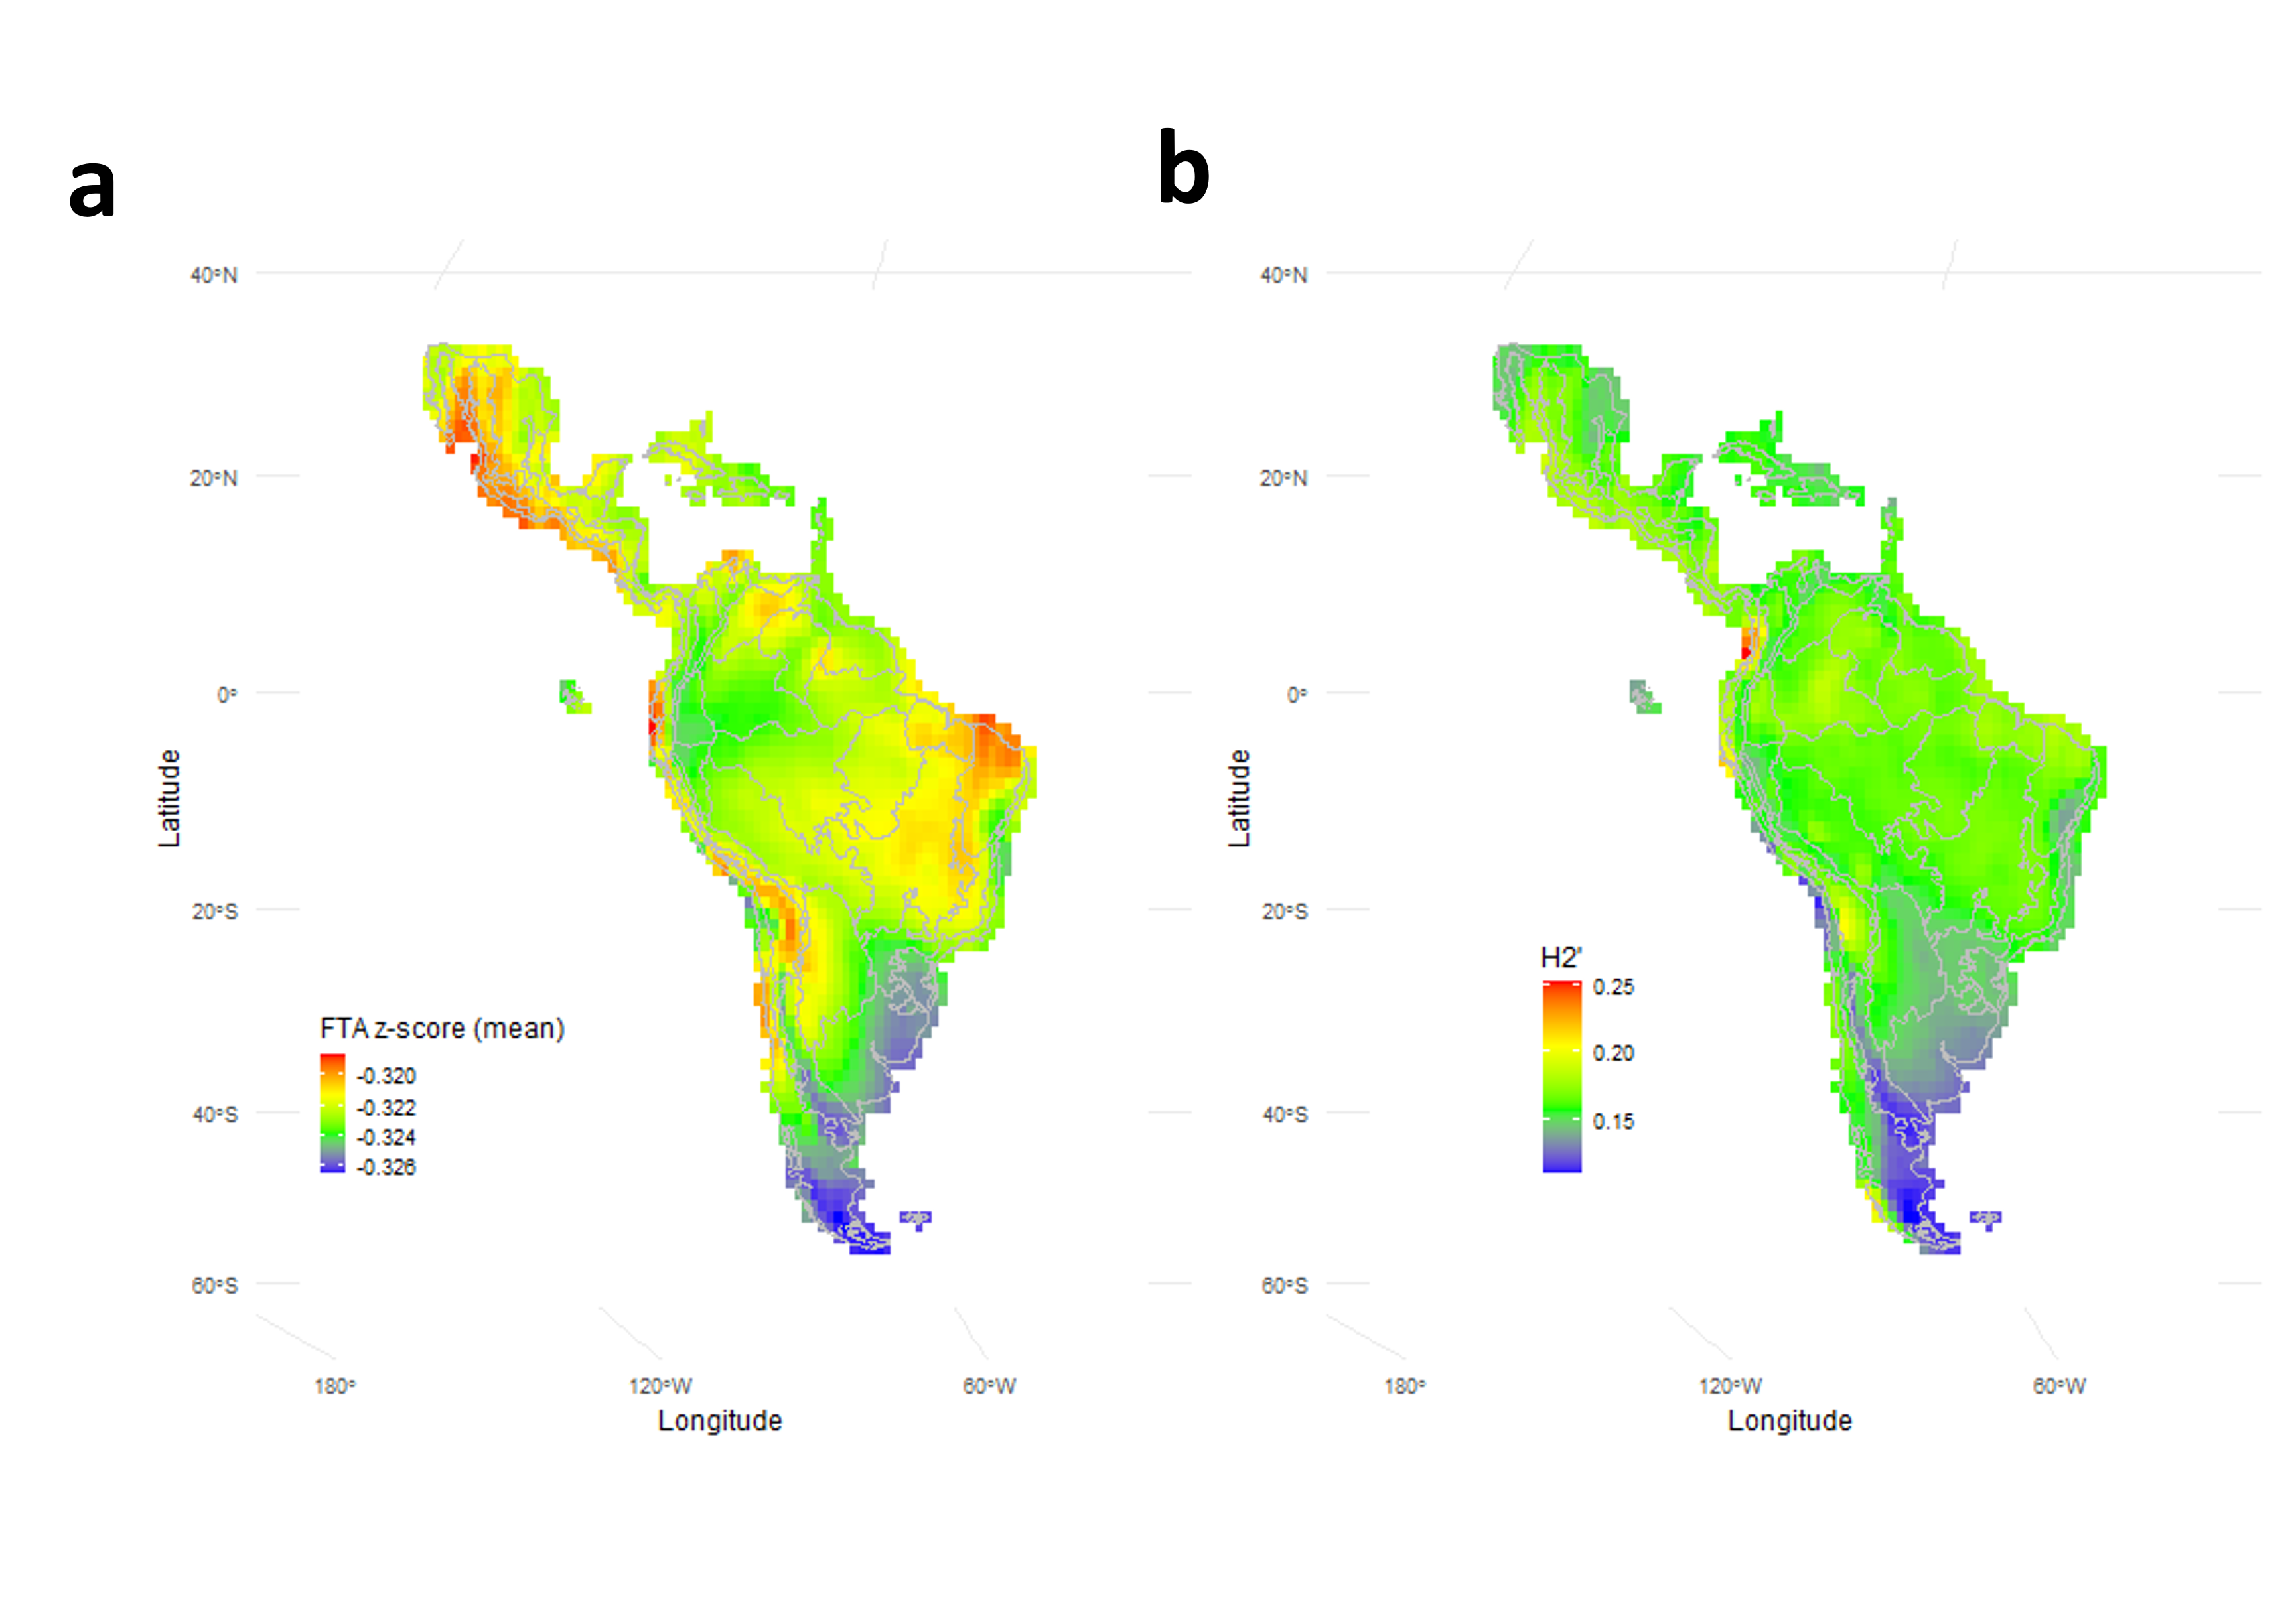 a
40°N
20°N
0°
20°S
40°S
60°S
Latitude
FTA z-score (mean)
-0.320
-0.322
-0.324
-0.326
180°
120°W
60°W
Longitude
b
40°N
20°N
0°
20°S
40°S
60°S
Latitude
H2'
0.25
0.20
0.15
180°
120°W
60°W
Longitude